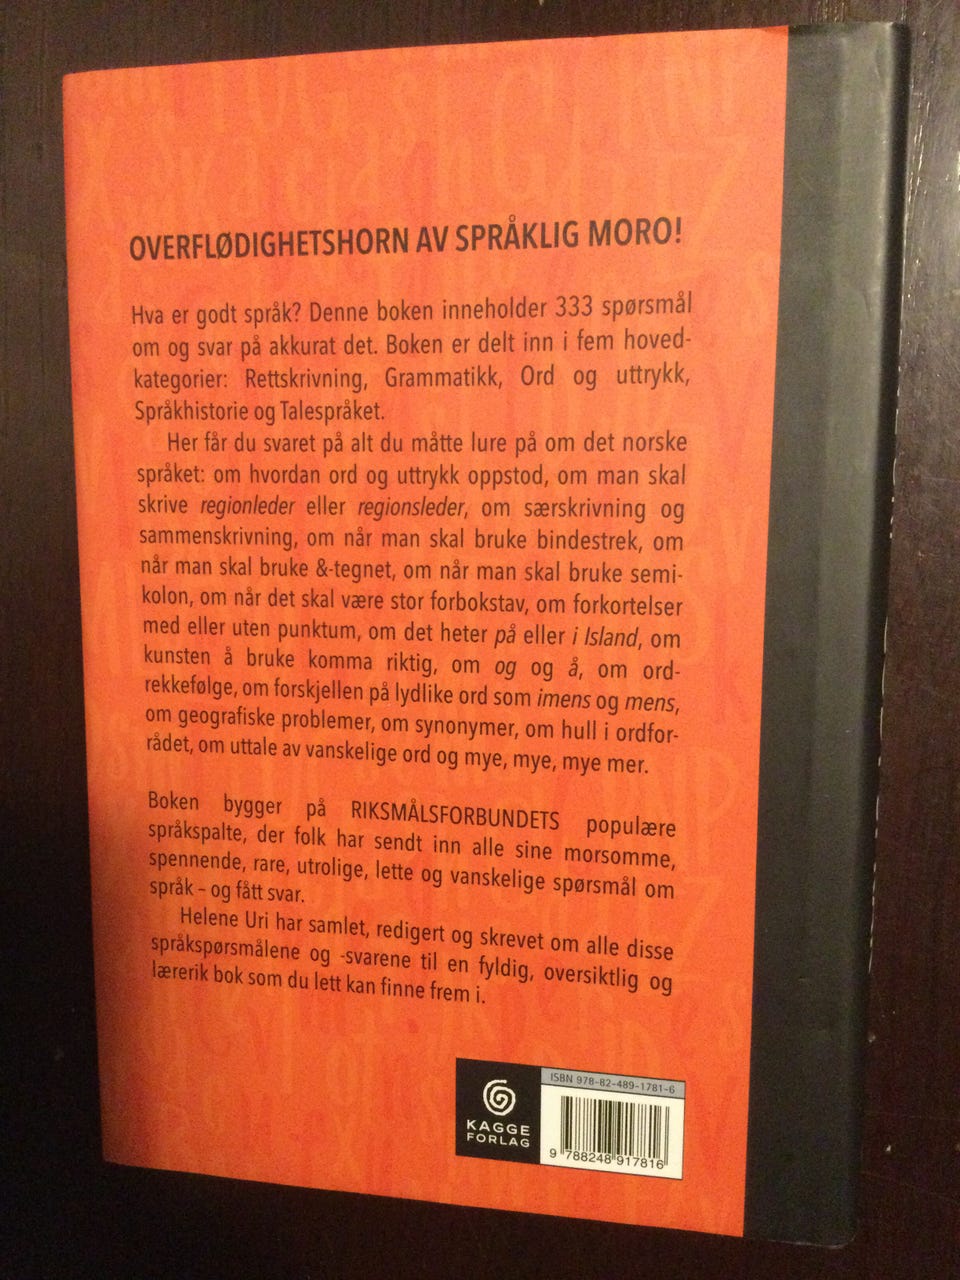 OVERFLØDIGHETSHORN AV SPRÅKLIG MORO!
Hva er godt språk? Denne boken inneholder 333 spørsmål
om og svar på akkurat det. Boken er delt inn i fem hoved-
kategorier: Rettskrivning, Grammatikk, Ord og uttrykk,
Språkhistorie og Talespråket.
Her får du svaret på alt du måtte lure på om det norske
språket: om hvordan ord og uttrykk oppstod, om man skal
skrive regionleder eller regionsleder, om særskrivning og
sammenskrivning, om når man skal bruke bindestrek, om
når man skal bruke &-tegnet, om når man skal bruke semi-
kolon, om når det skal være stor forbokstav, om forkortelser
med eller uten punktum, om det heter på eller i Island, om
kunsten å bruke komma riktig, om og og å, om ord-
rekkefølge, om forskjellen på lydlike ord som imens og mens,
om geografiske problemer, om synonymer, om hull i ordfor-
rådet, om uttale av vanskelige ord og mye, mye, mye mer.
Boken bygger på RIKSMÅLSFORBUNDETS populære
språkspalte, der folk har sendt inn alle sine morsomme,
spennende, rare, utrolige, lette og vanskelige spørsmål om
språk – og fått svar.
Helene Uri har samlet, redigert og skrevet om alle disse
språkspørsmålene og -svarene til en fyldig, oversiktlig og
lærerik bok som du lett kan finne frem i.
ISBN 978-82-489-1781-6
KAGGE
FORLAG
9 788248 917816